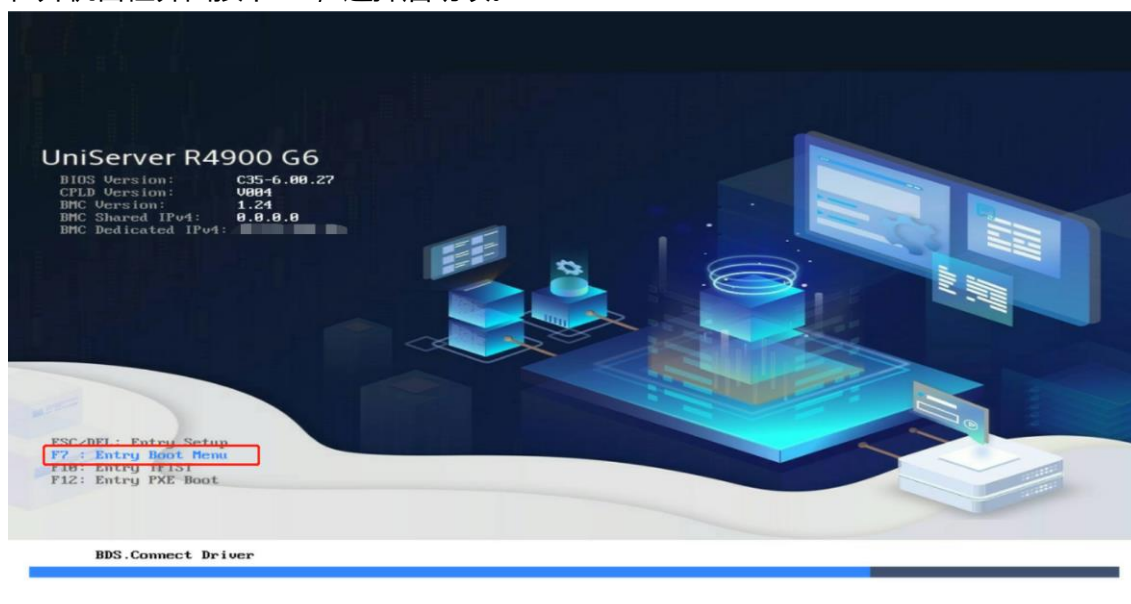 UniServer R4900 G6
BIOS Version: C35-6.00.27
CPLD Version: V004
BMC Version: 1.24
BMC Shared IPv4: 0.0.0.0
BMC Dedicated IPv4:
ESC/DEL: Entry Setup
F7 : Entry Boot Menu
F10: Entry
F12: Entry PXE Boot
BDS.Connect Driver